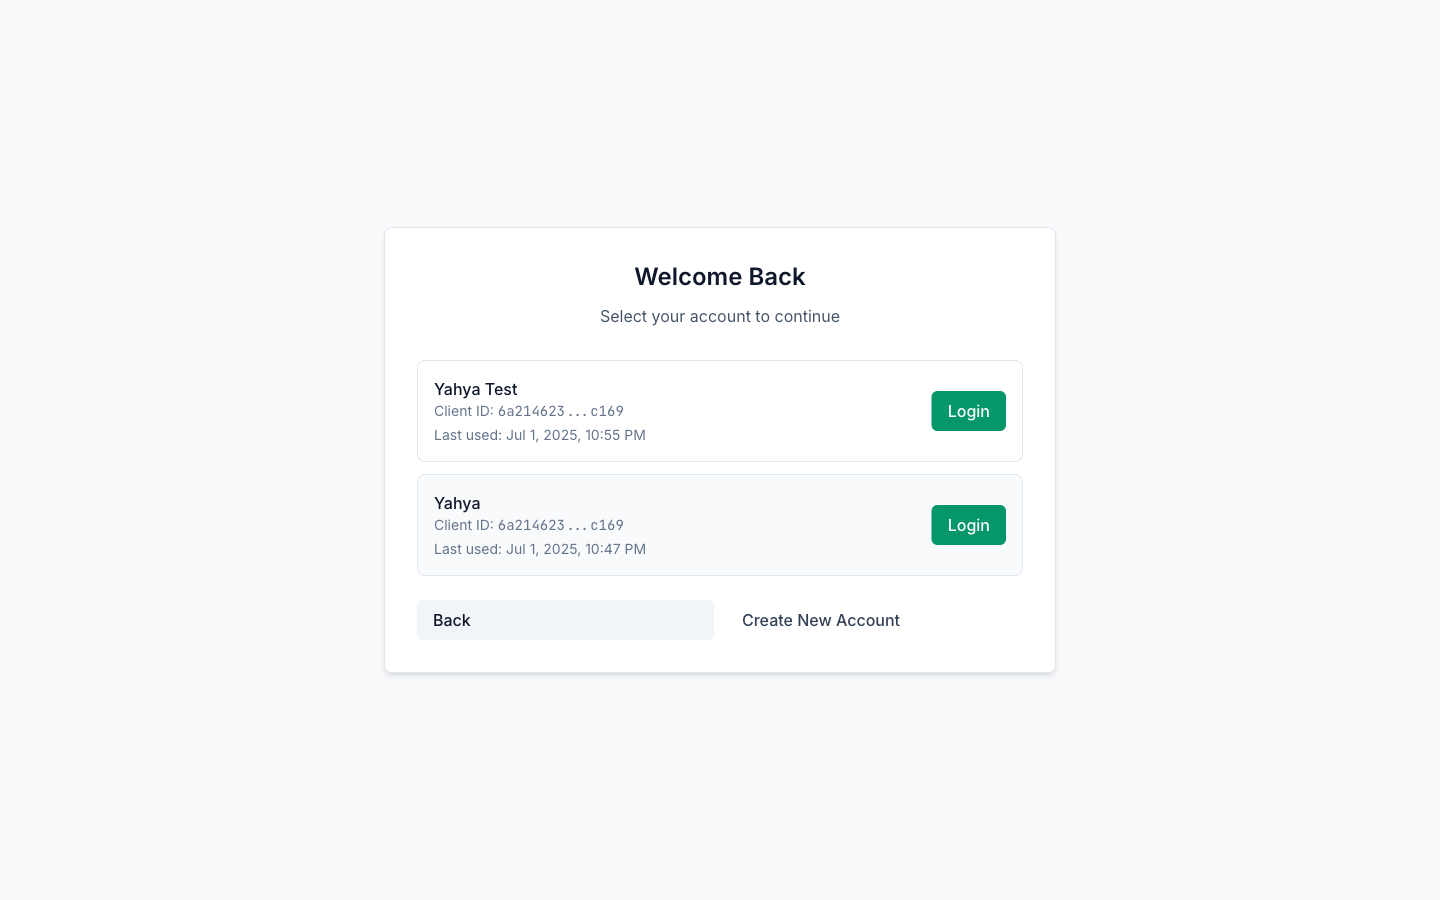 Welcome Back
Select your account to continue
Yahya Test
Client ID: 6a214623...c169
Last used: Jul 1, 2025, 10:55 PM
Login
Yahya
Client ID: 6a214623...c169
Last used: Jul 1, 2025, 10:47 PM
Login
Back
Create New Account